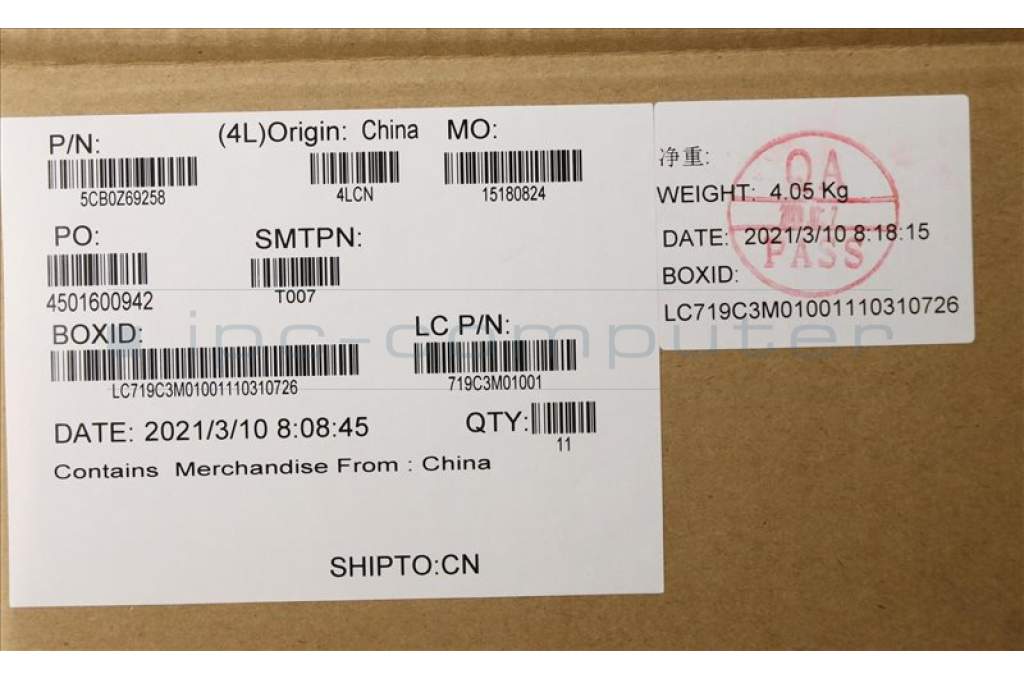 P/N: (4L)Origin: China MO:
5CB0Z69258 4LCN 15180824
PO: SMTPN:
4501600942 T007
BOXID: LC P/N:
LC719C3M01001110310726 719C3M01001
DATE: 2021/3/10 8:08:45 QTY:
11
Contains Merchandise From : China
SHIPTO:CN
净重:
WEIGHT: 4.05 Kg
DATE: 2021/3/10 8:18:15
BOXID:
LC719C3M01001110310726
QA
PASS
ipc-computer